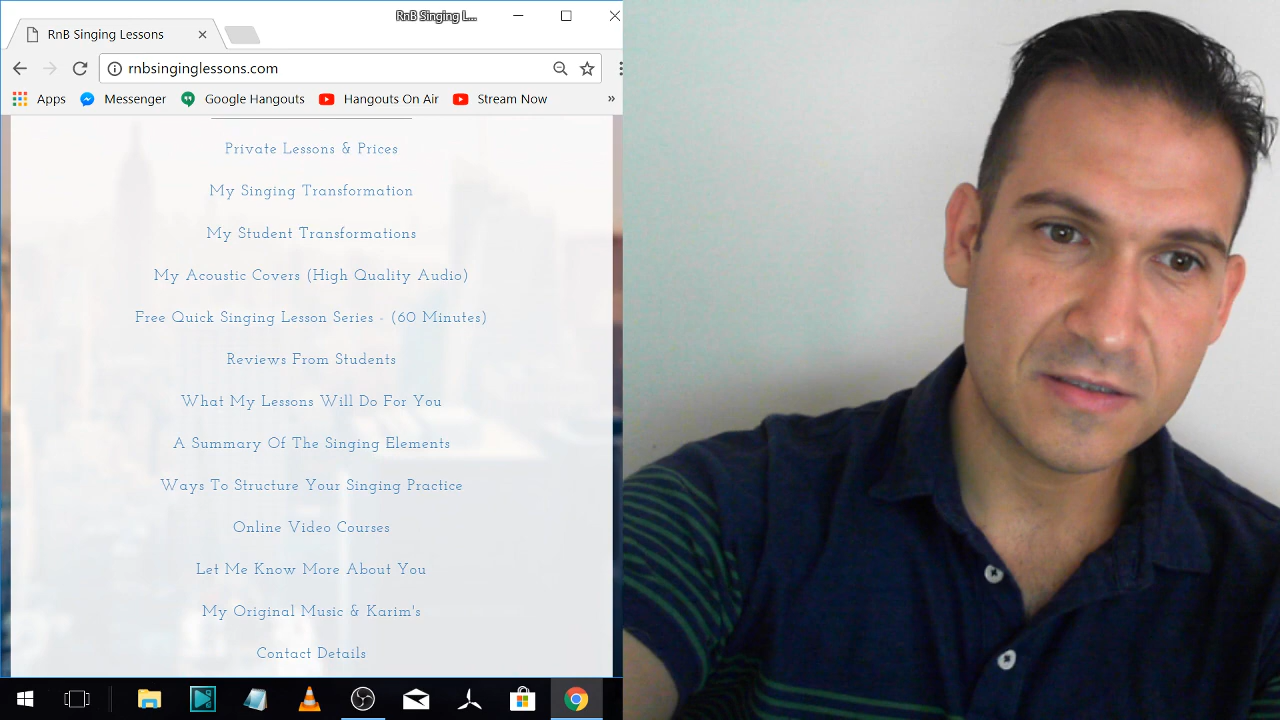 RnB Singing L...
RnB Singing Lessons
rnbsinginglessons.com
Apps Messenger Google Hangouts Hangouts On Air Stream Now »
Private Lessons & Prices
My Singing Transformation
My Student Transformations
My Acoustic Covers (High Quality Audio)
Free Quick Singing Lesson Series - (60 Minutes)
Reviews From Students
What My Lessons Will Do For You
A Summary Of The Singing Elements
Ways To Structure Your Singing Practice
Online Video Courses
Let Me Know More About You
My Original Music & Karim's
Contact Details